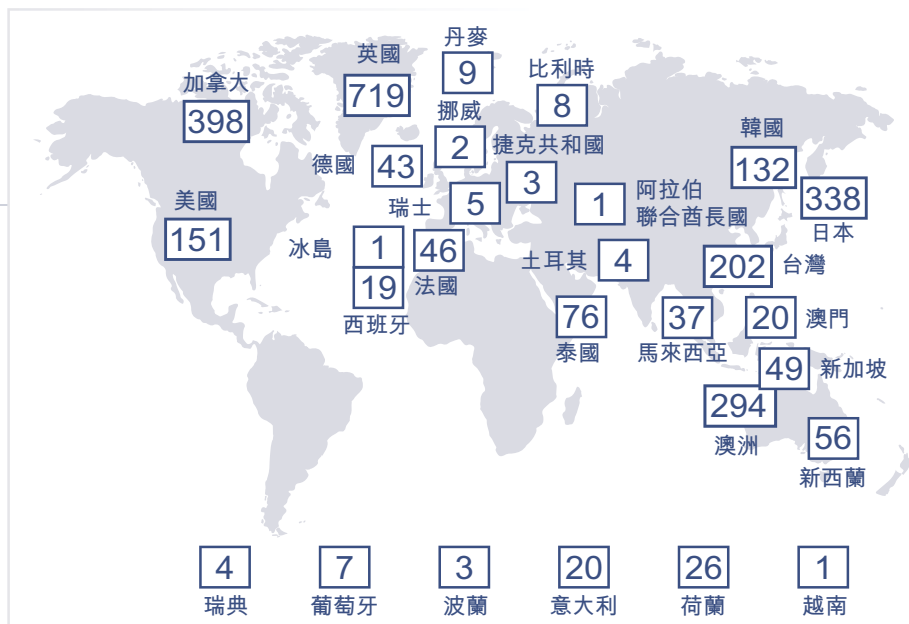 丹麥
9
英國
719
比利時
8
加拿大
398
挪威
2
捷克共和國
3
韓國
132
德國
43
瑞士
5
1
阿拉伯
聯合酋長國
338
日本
美國
151
冰島
1
46
法國
土耳其
4
202
台灣
19
西班牙
76
泰國
37
馬來西亞
20
澳門
49
新加坡
294
澳洲
56
新西蘭
4
瑞典
7
葡萄牙
3
波蘭
20
意大利
26
荷蘭
1
越南